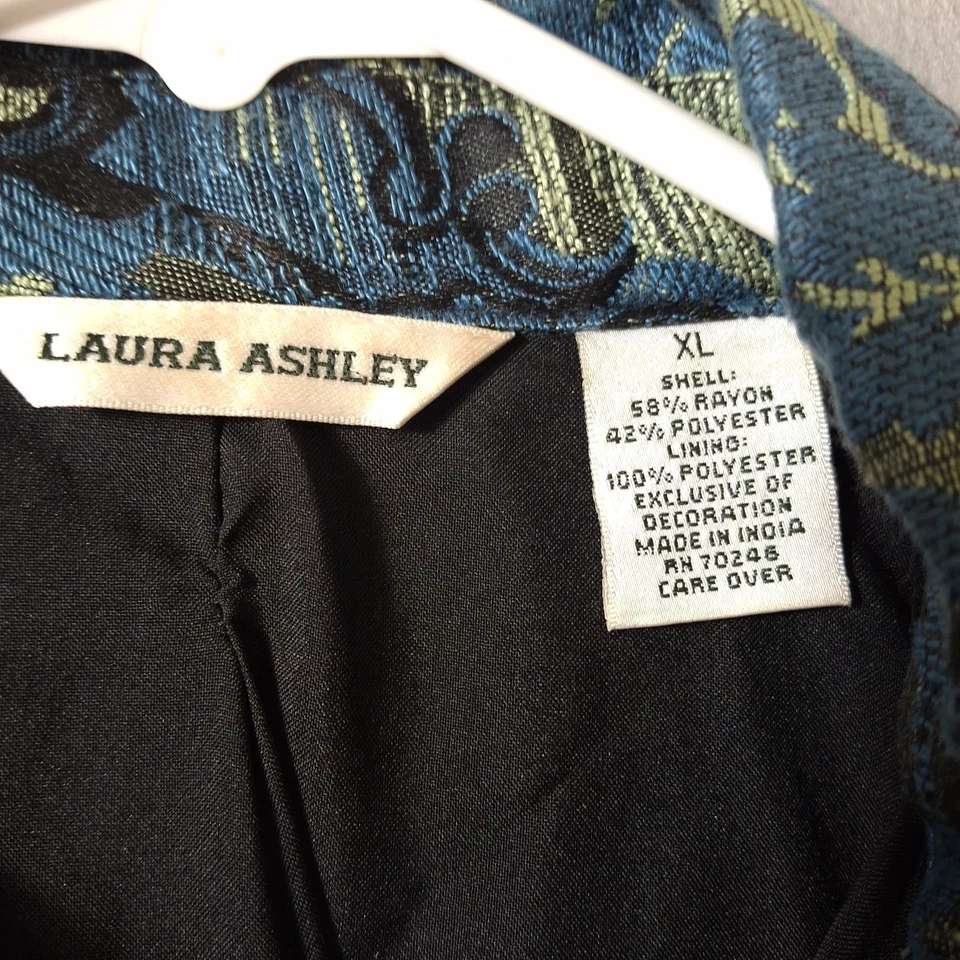 LAURA ASHLEY
XL
SHELL:
58% RAYON
42% POLYESTER
LINING:
100% POLYESTER
EXCLUSIVE OF
DECORATION
MADE IN INDIA
RN 70246
CARE OVER